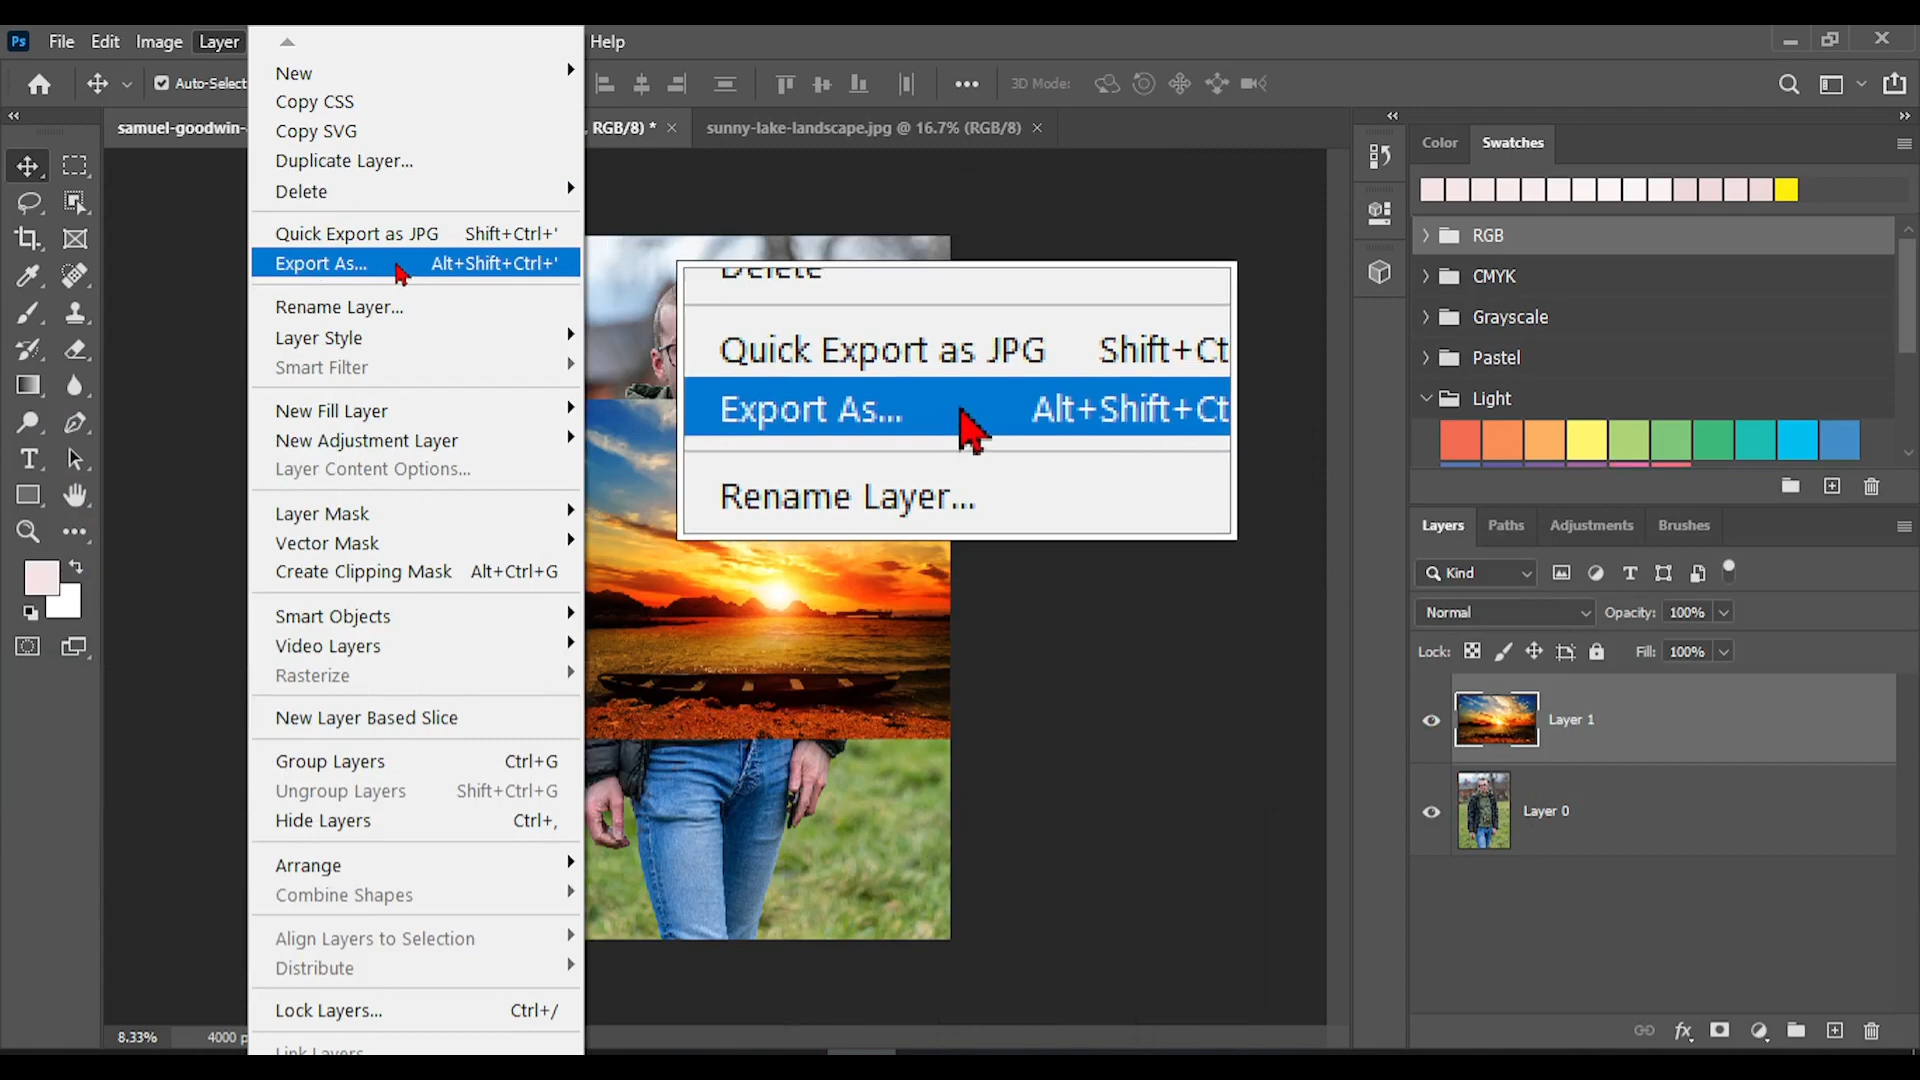 Ps File Edit Image Layer Help
Auto-Select
3D Mode:
samuel-goodwin-
, RGB/8) *
sunny-lake-landscape.jpg @ 16.7% (RGB/8)
New
Copy CSS
Copy SVG
Duplicate Layer...
Delete
Quick Export as JPG Shift+Ctrl+'
Export As... Alt+Shift+Ctrl+'
Rename Layer...
Layer Style
Smart Filter
New Fill Layer
New Adjustment Layer
Layer Content Options...
Layer Mask
Vector Mask
Create Clipping Mask Alt+Ctrl+G
Smart Objects
Video Layers
Rasterize
New Layer Based Slice
Group Layers Ctrl+G
Ungroup Layers Shift+Ctrl+G
Hide Layers Ctrl+,
Arrange
Combine Shapes
Align Layers to Selection
Distribute
Lock Layers... Ctrl+/
Link Layers
Delete
Quick Export as JPG Shift+Ct
Export As... Alt+Shift+Ct
Rename Layer...
8.33%
4000 p
Color Swatches
RGB
CMYK
Grayscale
Pastel
Light
Layers Paths Adjustments Brushes
Kind
Normal Opacity: 100%
Lock: Fill: 100%
Layer 1
Layer 0
fx